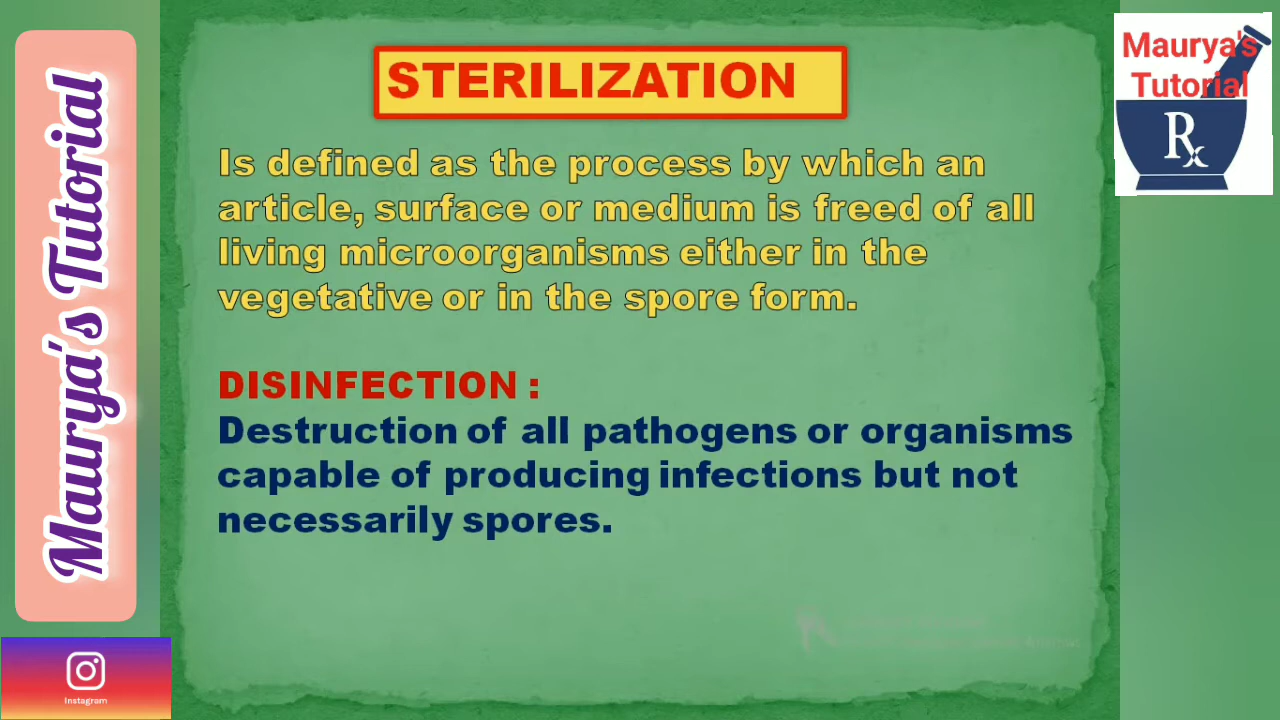 STERILIZATION
Is defined as the process by which an
article, surface or medium is freed of all
living microorganisms either in the
vegetative or in the spore form.
DISINFECTION :
Destruction of all pathogens or organisms
capable of producing infections but not
necessarily spores.
Maurya's Tutorial
Instagram
Maurya's
Tutorial
Rx